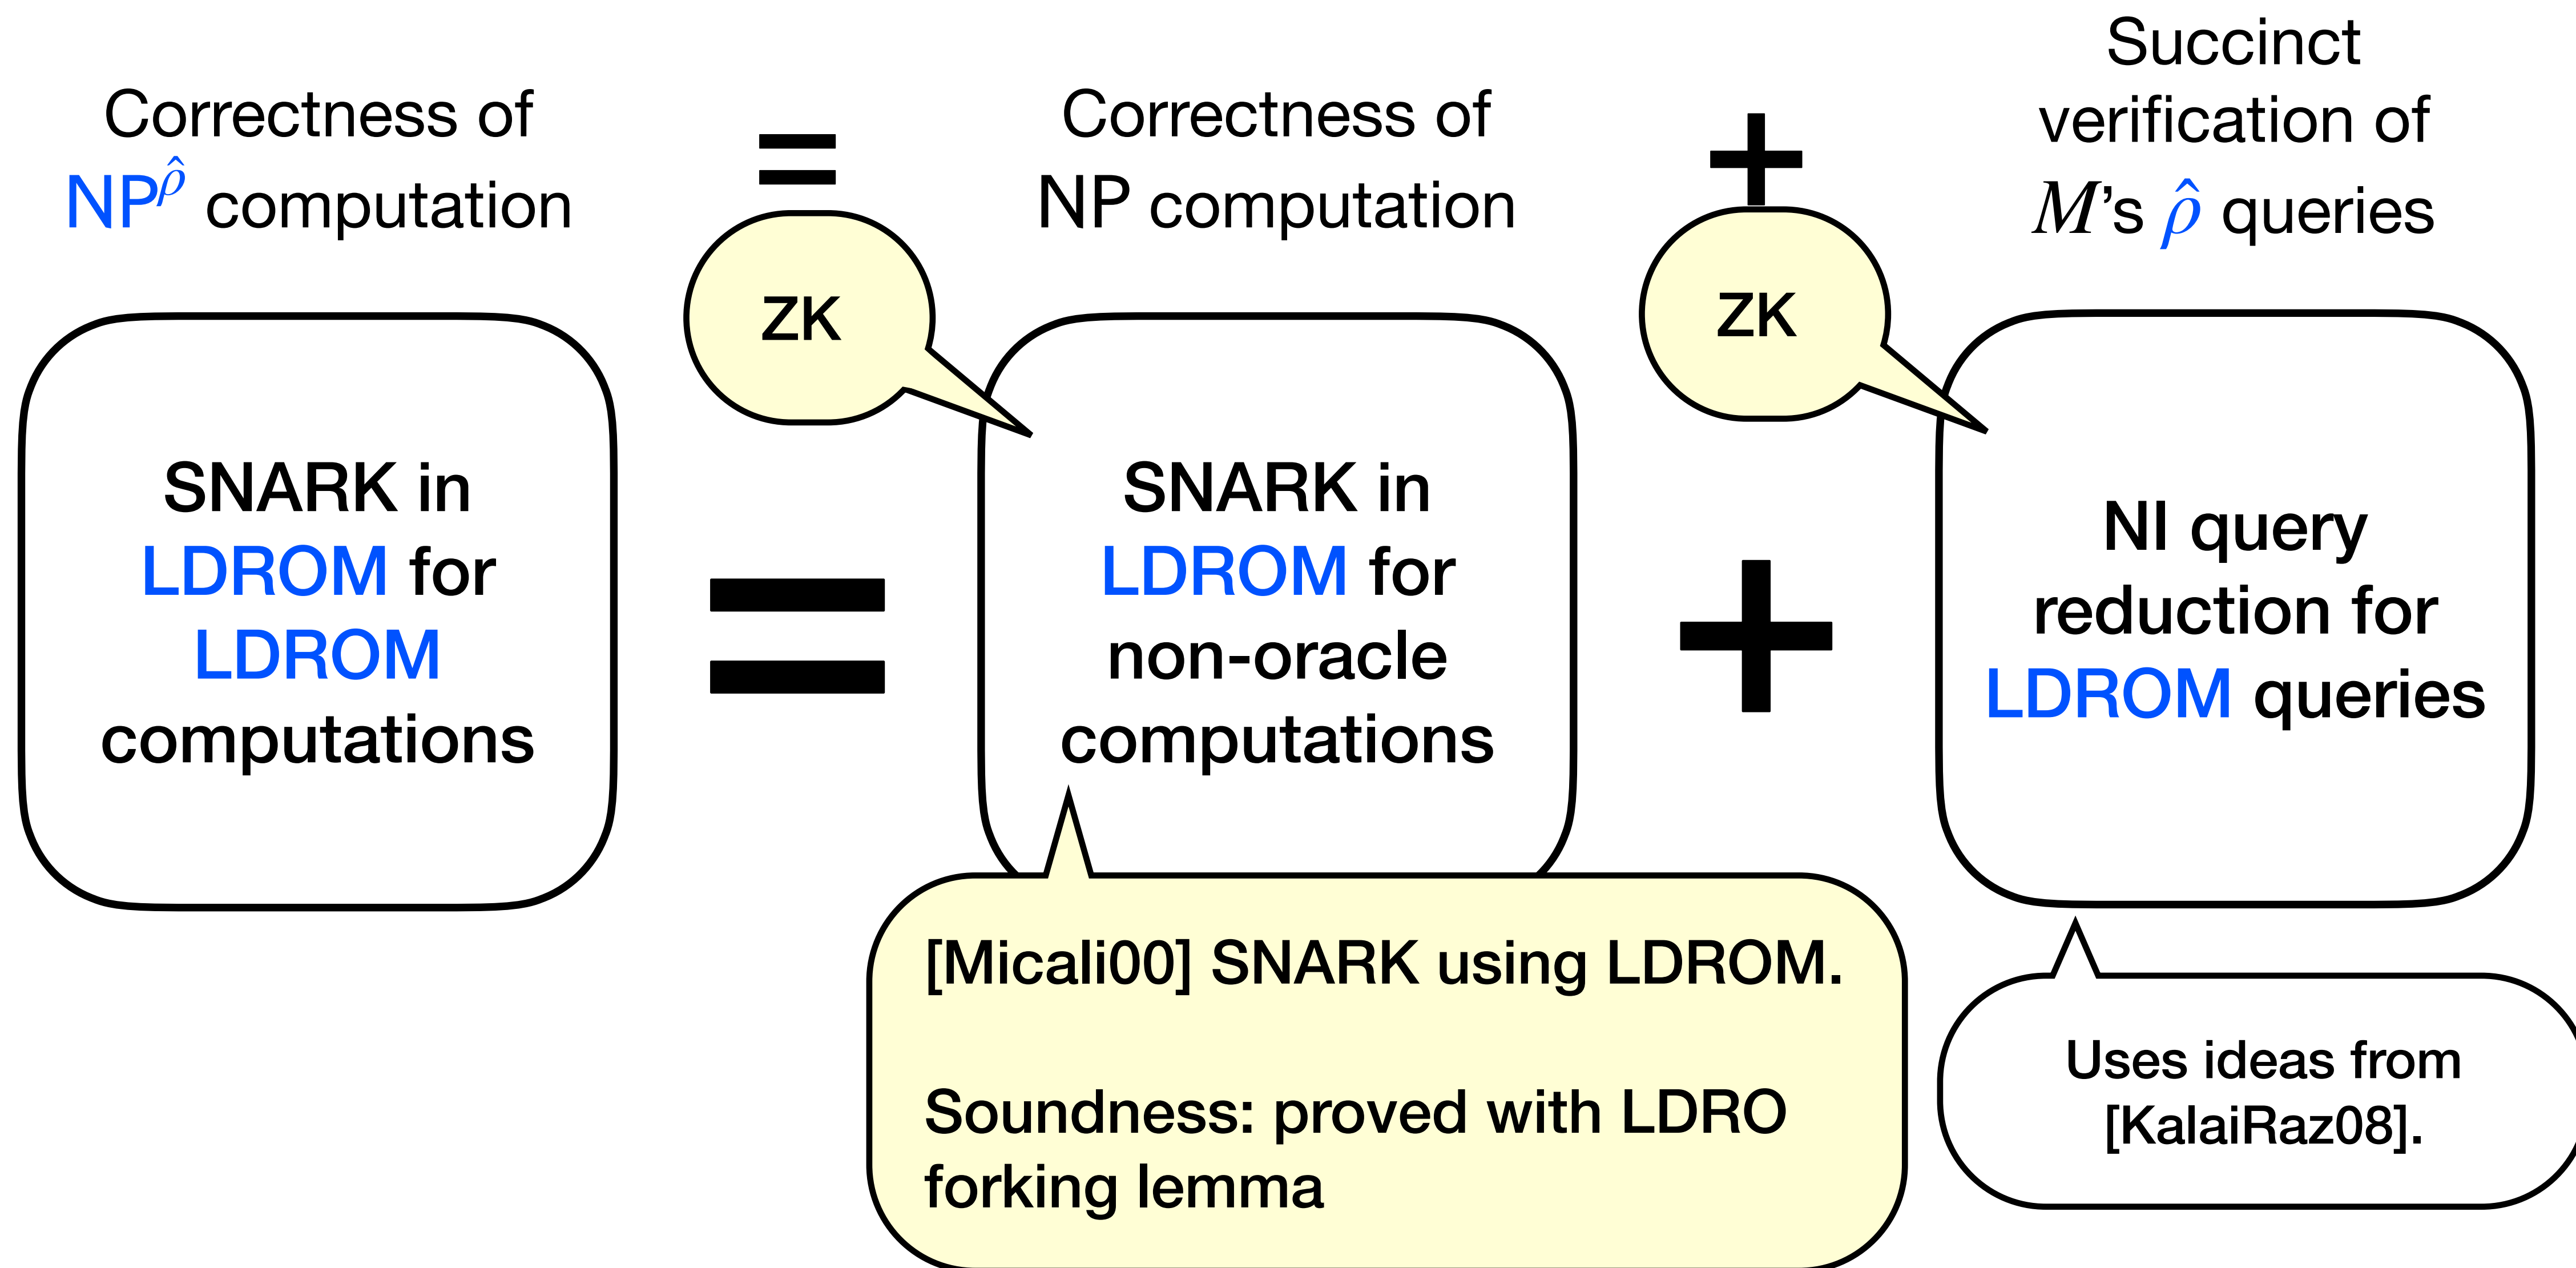 Correctness of
NP^ρ̂ computation
=
Correctness of
NP computation
+
Succinct
verification of
M's ρ̂ queries
ZK
ZK
SNARK in
LDROM for
LDROM
computations
=
SNARK in
LDROM for
non-oracle
computations
+
NI query
reduction for
LDROM queries
[Micali00] SNARK using LDROM.
Soundness: proved with LDRO
forking lemma
Uses ideas from
[KalaiRaz08].